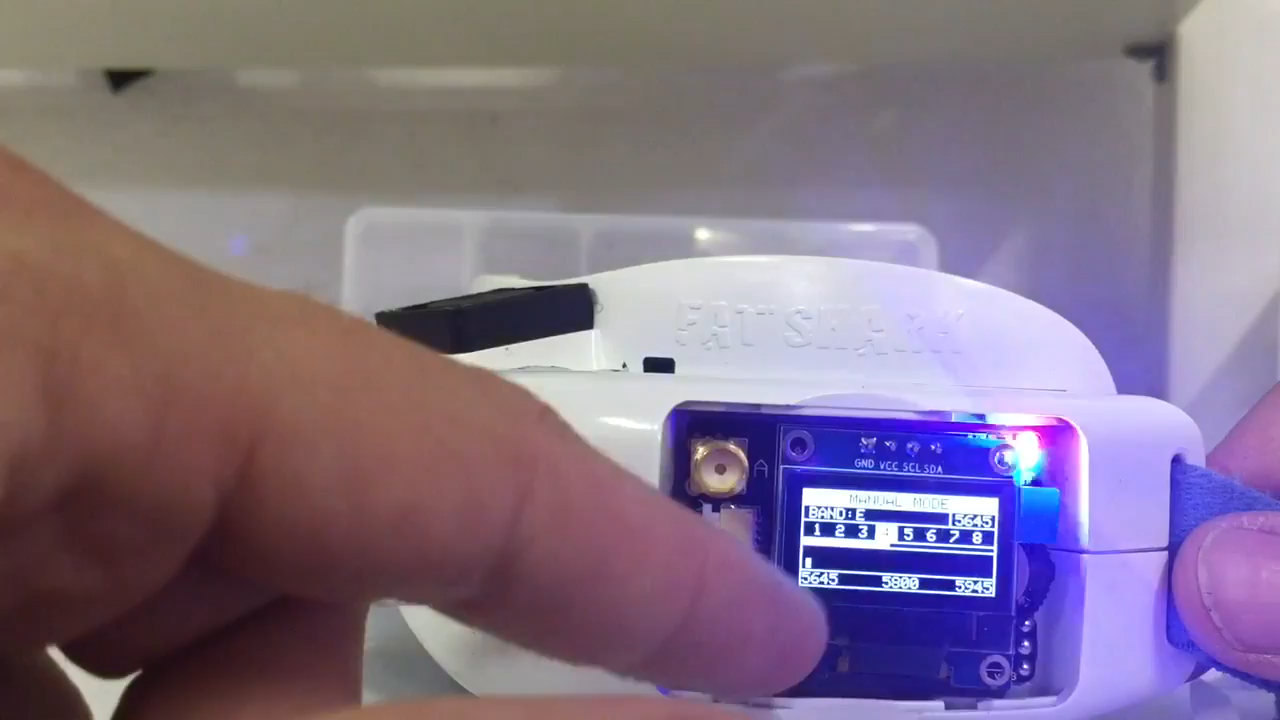 FAT SHARK
A
GND VCC SCL SDA
MANUAL MODE
BAND:E 5645
1 2 3 4 5 6 7 8
5645 5800 5945